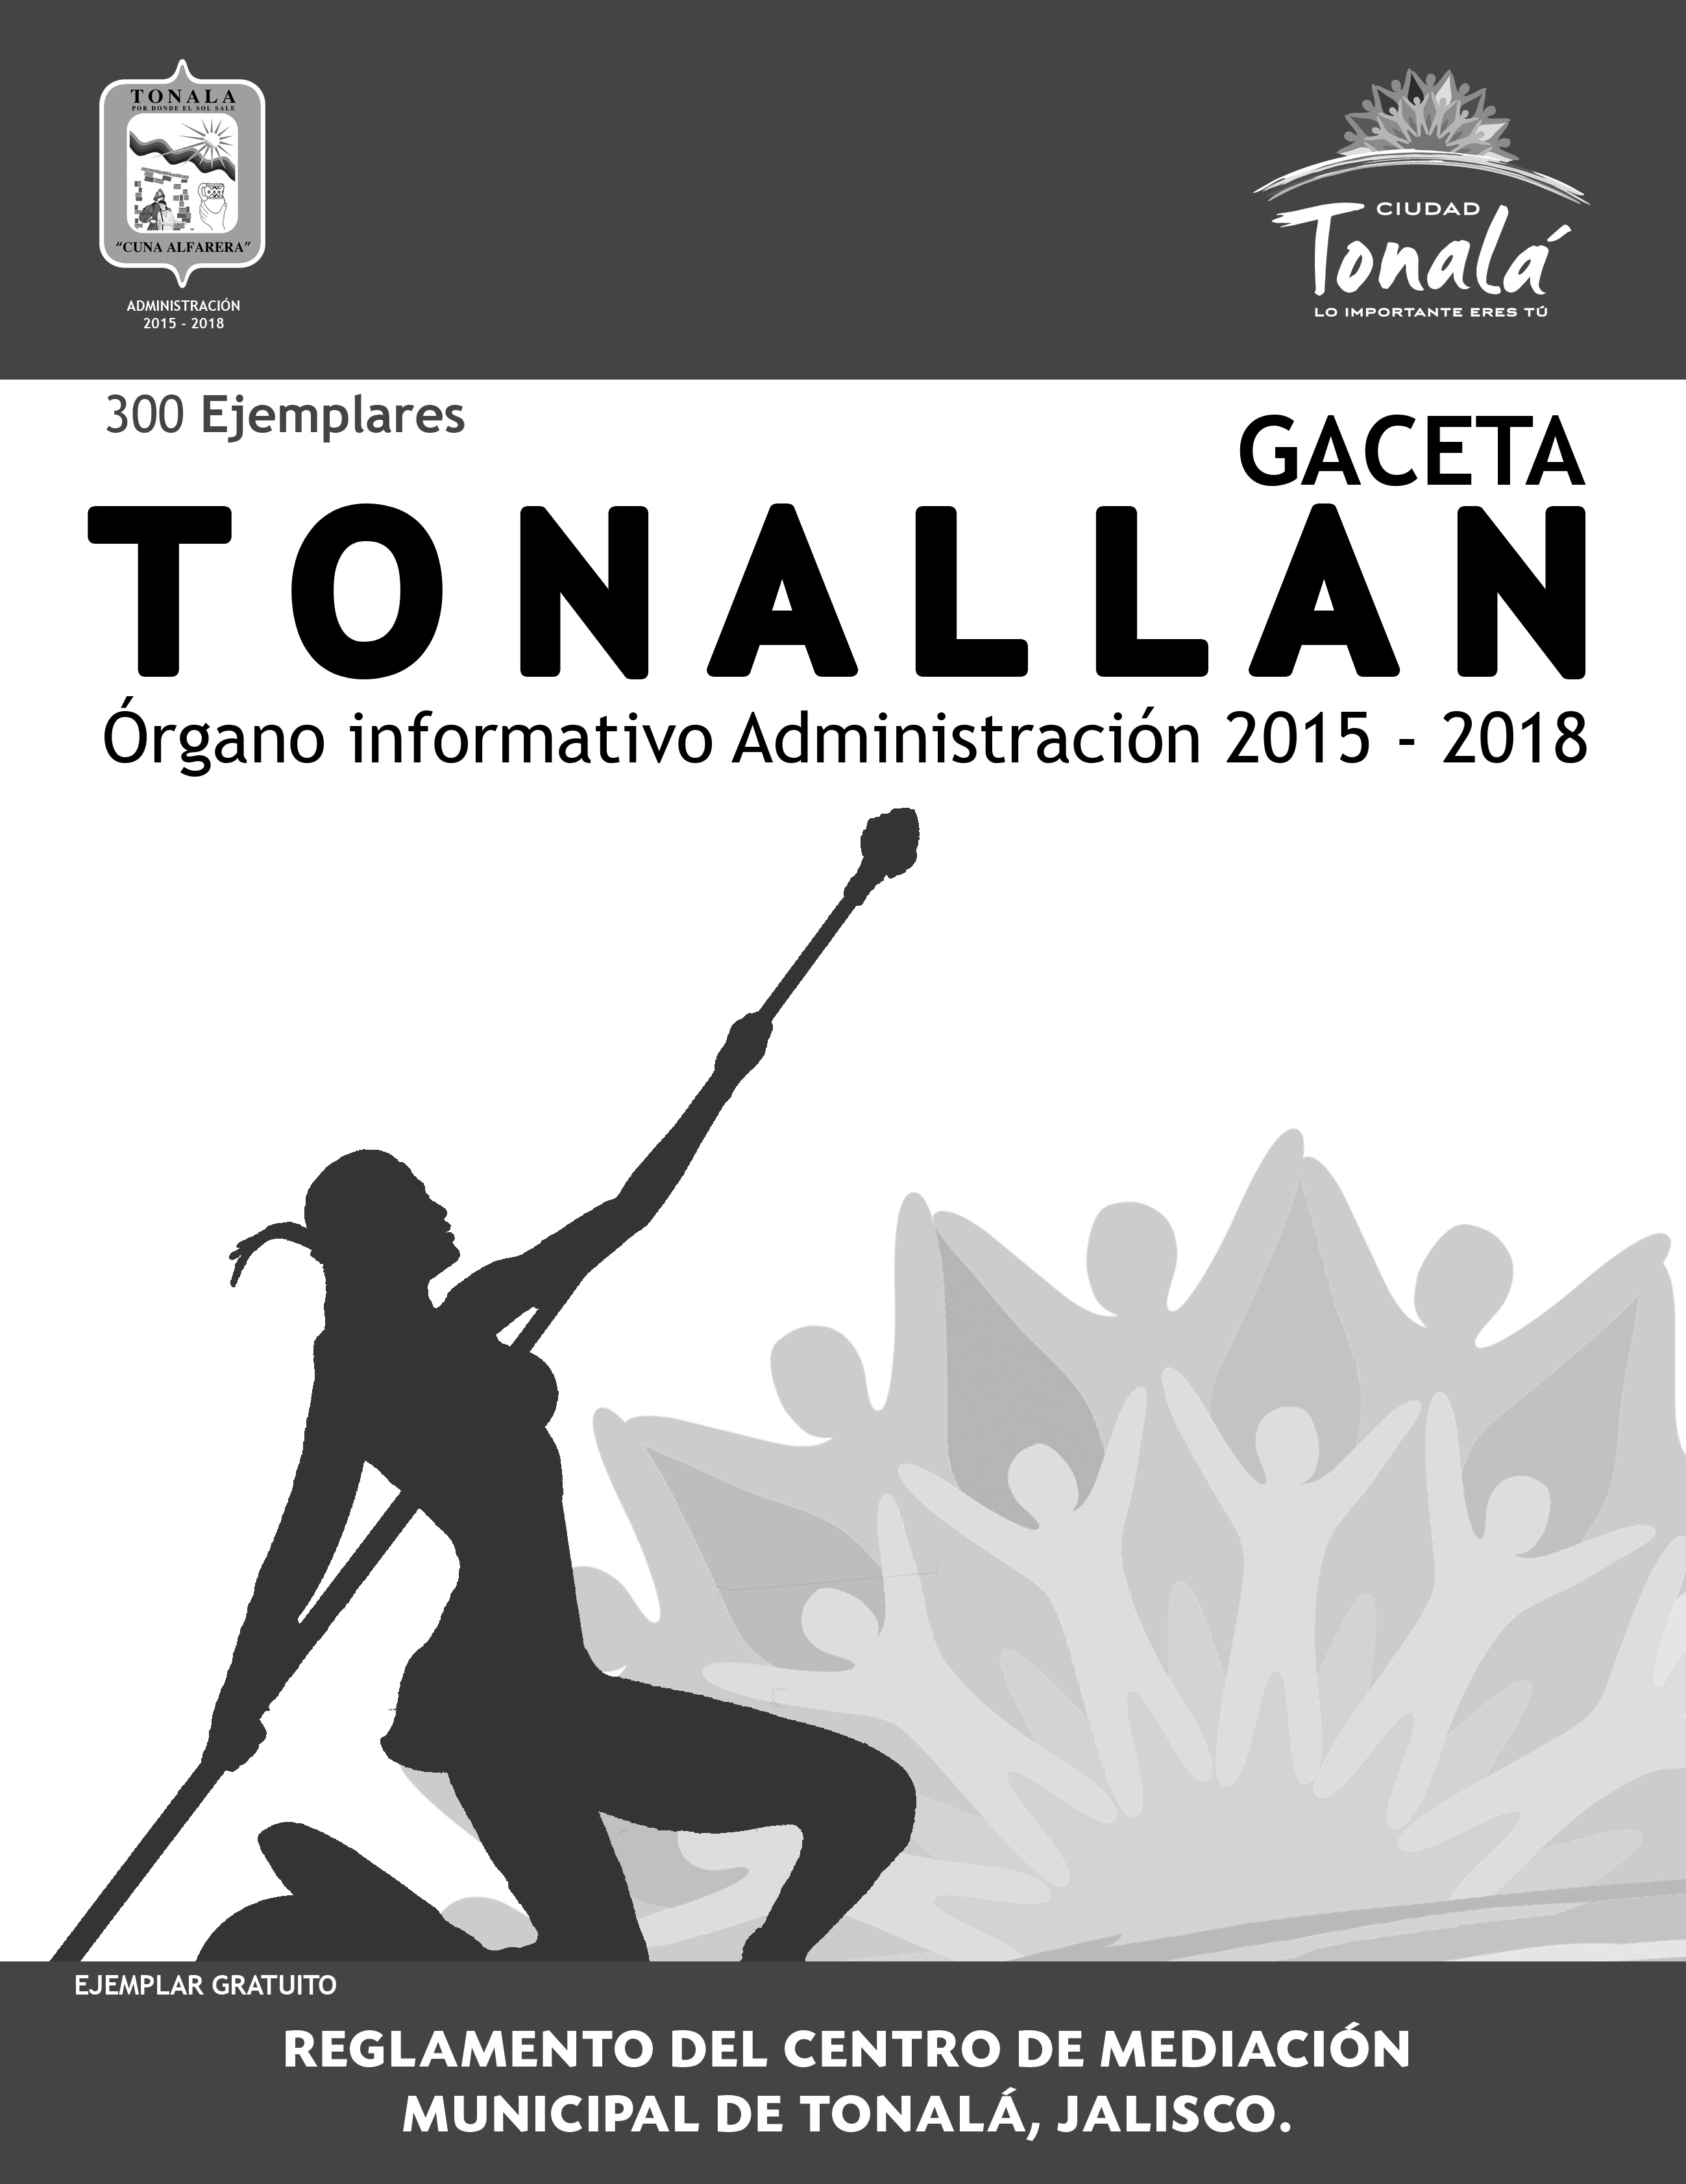 TONALA
POR DONDE EL SOL SALE
“CUNA ALFARERA”
ADMINISTRACIÓN
2015 - 2018
CIUDAD
Tonalá
LO IMPORTANTE ERES TÚ
300 Ejemplares
GACETA
TONALLAN
Órgano informativo Administración 2015 - 2018
EJEMPLAR GRATUITO
REGLAMENTO DEL CENTRO DE MEDIACIÓN
MUNICIPAL DE TONALÁ, JALISCO.